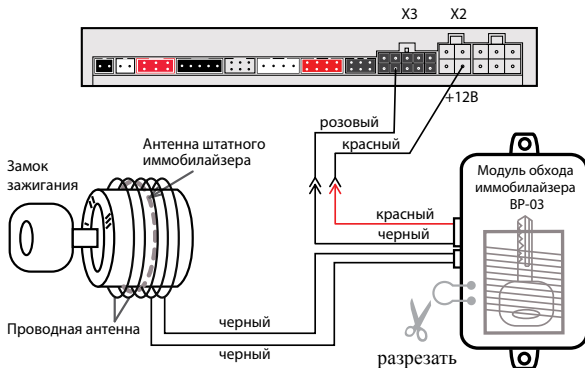 X3
X2
+12В
розовый
красный
Антенна штатного
иммобилайзера
Замок
зажигания
Модуль обхода
иммобилайзера
BP-03
красный
черный
Проводная антенна
черный
черный
разрезать